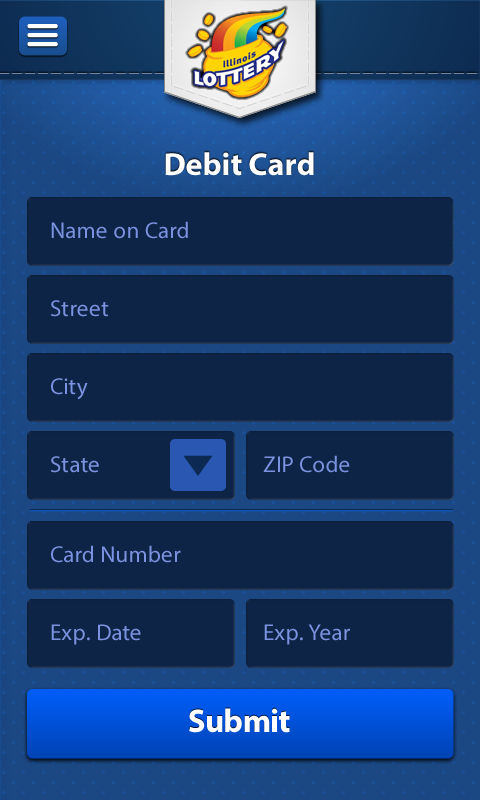 Illinois
LOTTERY
Debit Card
Name on Card
Street
City
State
ZIP Code
Card Number
Exp. Date
Exp. Year
Submit